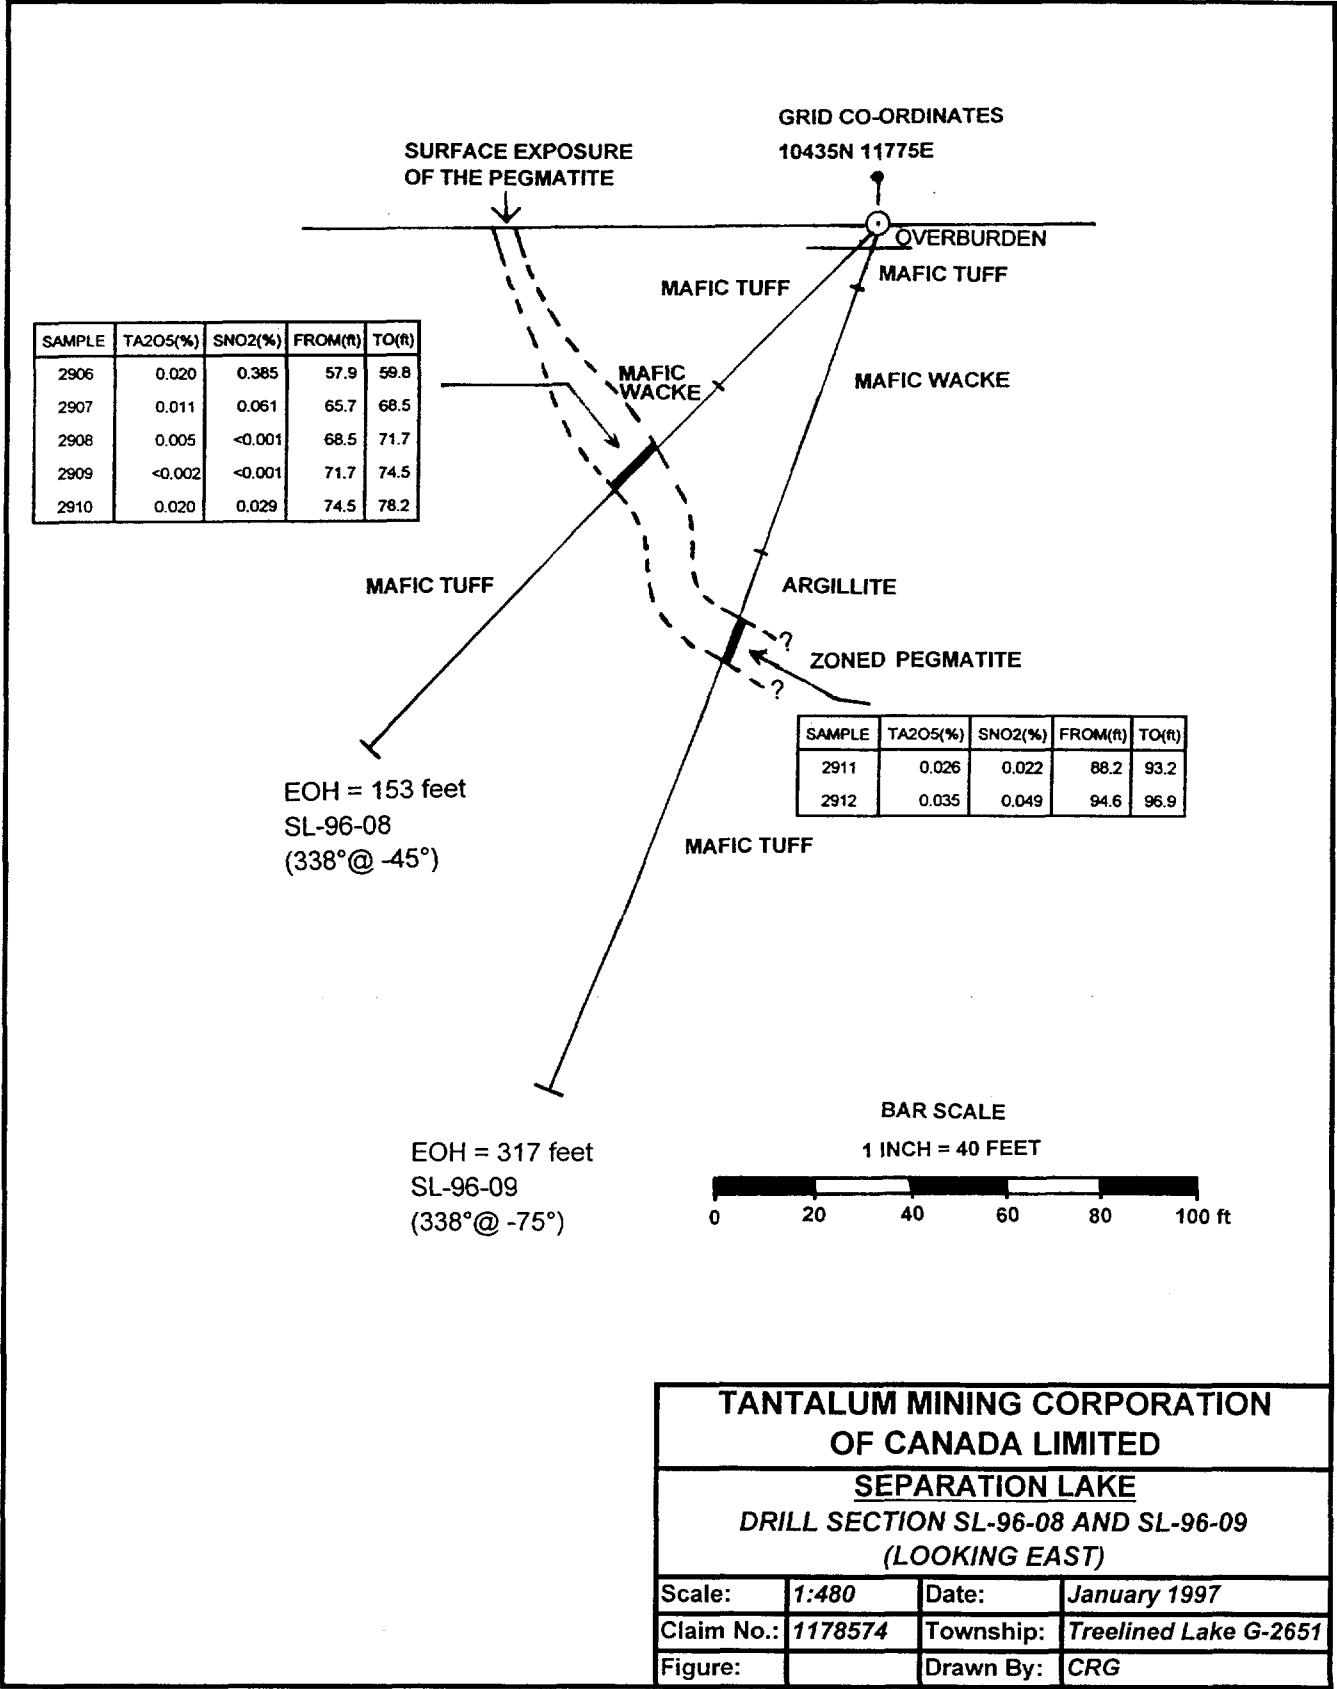 GRID CO-ORDINATES
10435N 11775E
SURFACE EXPOSURE
OF THE PEGMATITE
OVERBURDEN
MAFIC TUFF
MAFIC TUFF
SAMPLE TA2O5(%) SNO2(%) FROM(ft) TO(ft)
2906 0.020 0.385 57.9 59.8
2907 0.011 0.061 65.7 68.5
2908 0.005 <0.001 68.5 71.7
2909 <0.002 <0.001 71.7 74.5
2910 0.020 0.029 74.5 78.2
MAFIC
WACKE
MAFIC WACKE
MAFIC TUFF
ARGILLITE
?
ZONED PEGMATITE
?
SAMPLE TA2O5(%) SNO2(%) FROM(ft) TO(ft)
2911 0.026 0.022 88.2 93.2
2912 0.035 0.049 94.6 96.9
EOH = 153 feet
SL-96-08
(338°@ -45°)
MAFIC TUFF
EOH = 317 feet
SL-96-09
(338°@ -75°)
BAR SCALE
1 INCH = 40 FEET
0 20 40 60 80 100 ft
TANTALUM MINING CORPORATION
OF CANADA LIMITED
SEPARATION LAKE
DRILL SECTION SL-96-08 AND SL-96-09
(LOOKING EAST)
Scale: 1:480 Date: January 1997
Claim No.: 1178574 Township: Treelined Lake G-2651
Figure: Drawn By: CRG